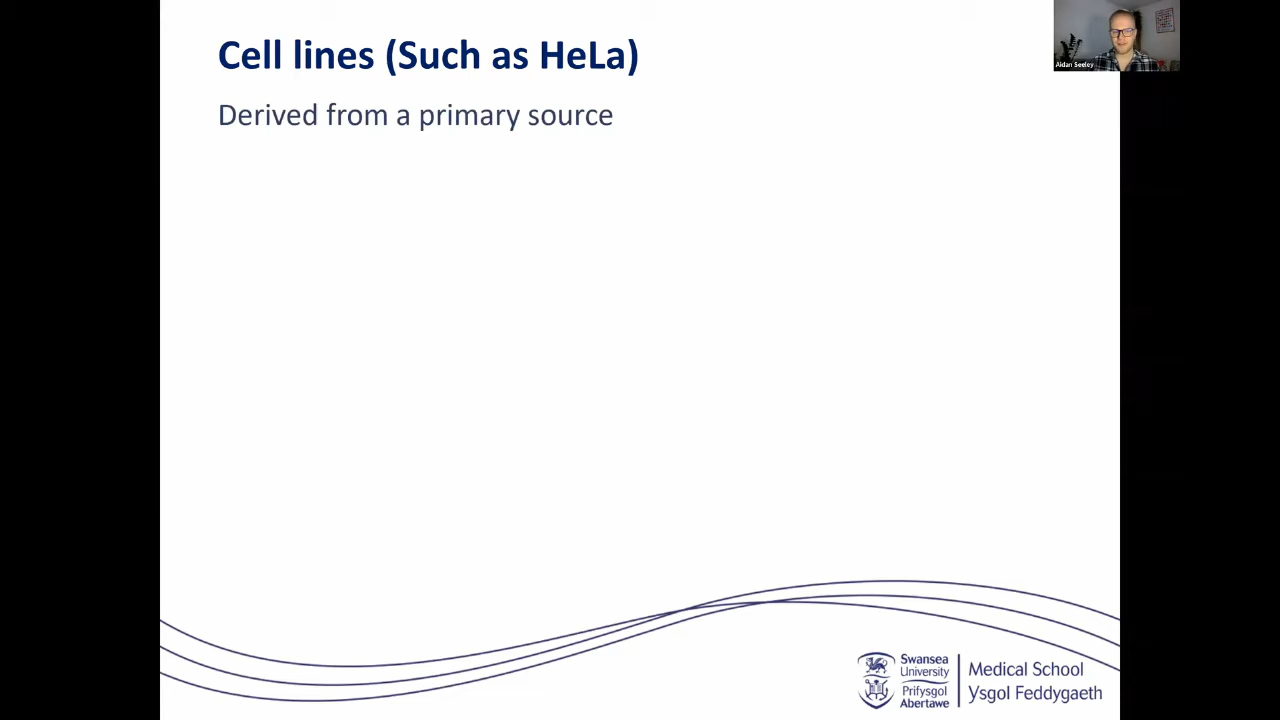 Cell lines (Such as HeLa)
Derived from a primary source
Aidan Seeley
Swansea
University
Prifysgol
Abertawe
Medical School
Ysgol Feddygaeth